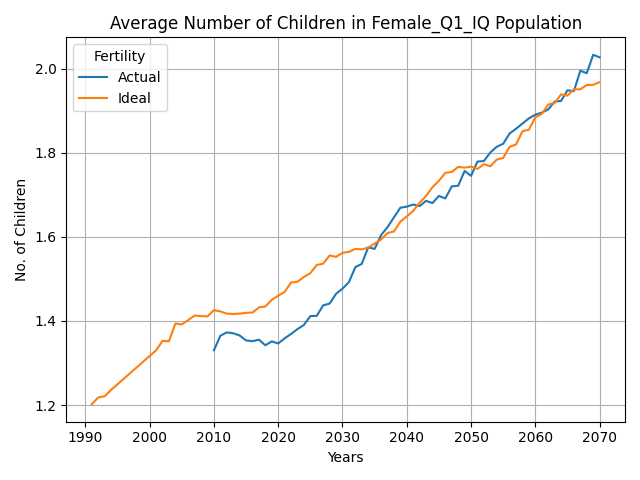 Average Number of Children in Female_Q1_IQ Population
Fertility
Actual
Ideal
2.0
1.8
1.6
1.4
1.2
No. of Children
1990 2000 2010 2020 2030 2040 2050 2060 2070
Years